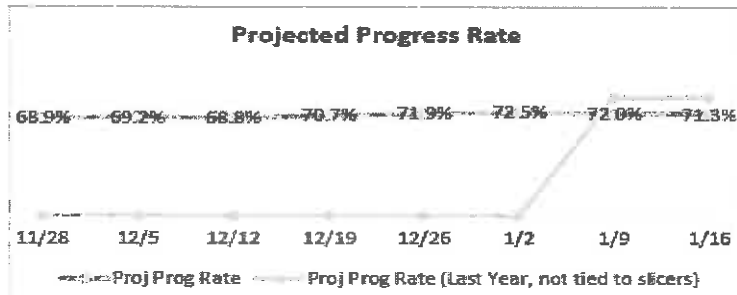 Projected Progress Rate
68.9% 69.2% 68.8% 70.7% 71.9% 72.5% 72.0% 71.3%
11/28 12/5 12/12 12/19 12/26 1/2 1/9 1/16
Proj Prog Rate Proj Prog Rate (Last Year, not tied to slicers)